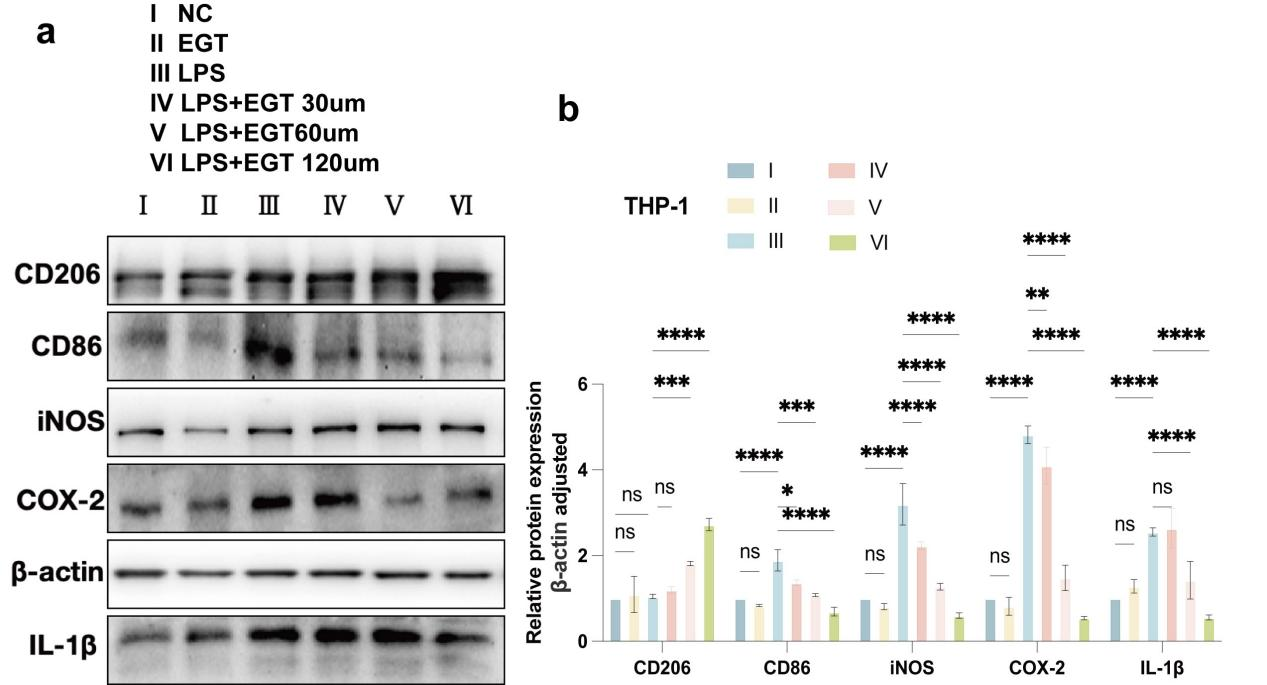 a
I NC
II EGT
III LPS
IV LPS+EGT 30um
V LPS+EGT60um
VI LPS+EGT 120um
I II III IV V VI
CD206
CD86
iNOS
COX-2
β-actin
IL-1β
b
THP-1
I
II
III
IV
V
VI
Relative protein expression
β-actin adjusted
6
4
2
0
ns
ns
ns
***
****
ns
****
*
****
***
ns
****
****
****
****
ns
****
****
**
****
ns
****
ns
****
****
CD206 CD86 iNOS COX-2 IL-1β